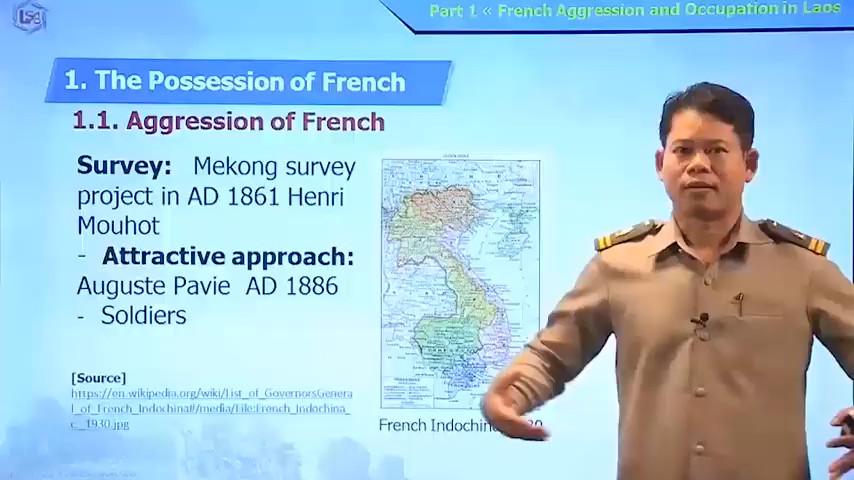 LSG
Part 1 « French Aggression and Occupation in Laos
1. The Possession of French
1.1. Aggression of French
Survey: Mekong survey
project in AD 1861 Henri
Mouhot
- Attractive approach:
Auguste Pavie AD 1886
- Soldiers
[Source]
https://en.wikipedia.org/wiki/List_of_GovernorsGenera
l_of_French_Indochina#/media/File:French_Indochina_
c._1930.jpg
French